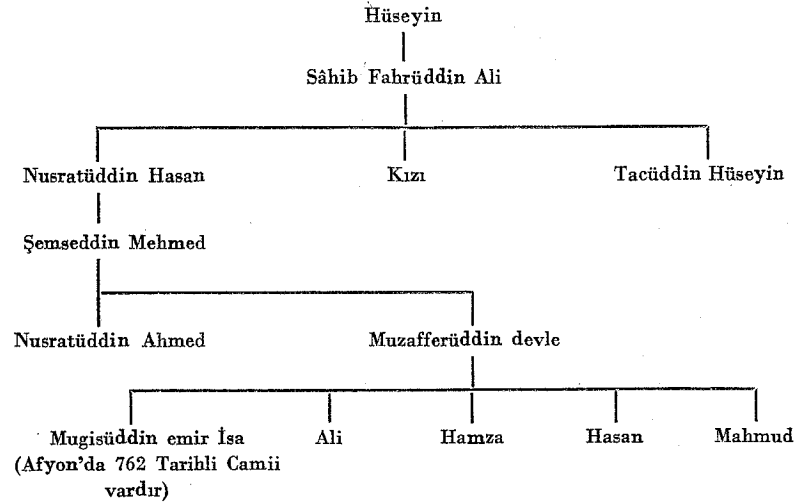 Hüseyin
Sâhib Fahrüddin Ali
Nusratüddin Hasan
Kızı
Tacüddin Hüseyin
Şemseddin Mehmed
Nusratüddin Ahmed
Muzafferüddin devle
Mugisüddin emir İsa
(Afyon'da 762 Tarihli Camii
vardır)
Ali
Hamza
Hasan
Mahmud